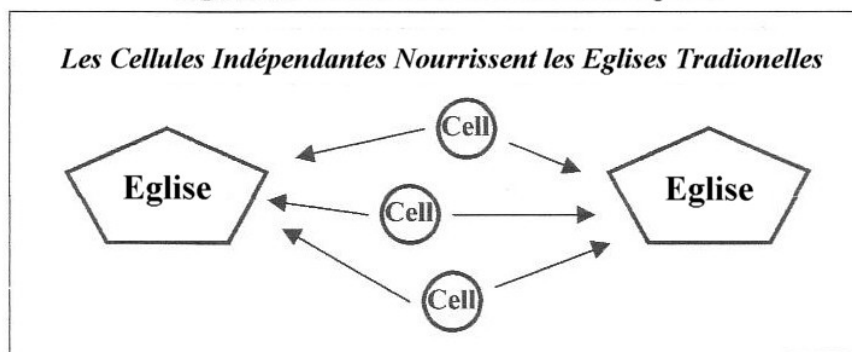 Les Cellules Indépendantes Nourrissent les Eglises Tradionelles
Cell
Eglise
Eglise
Cell
Cell